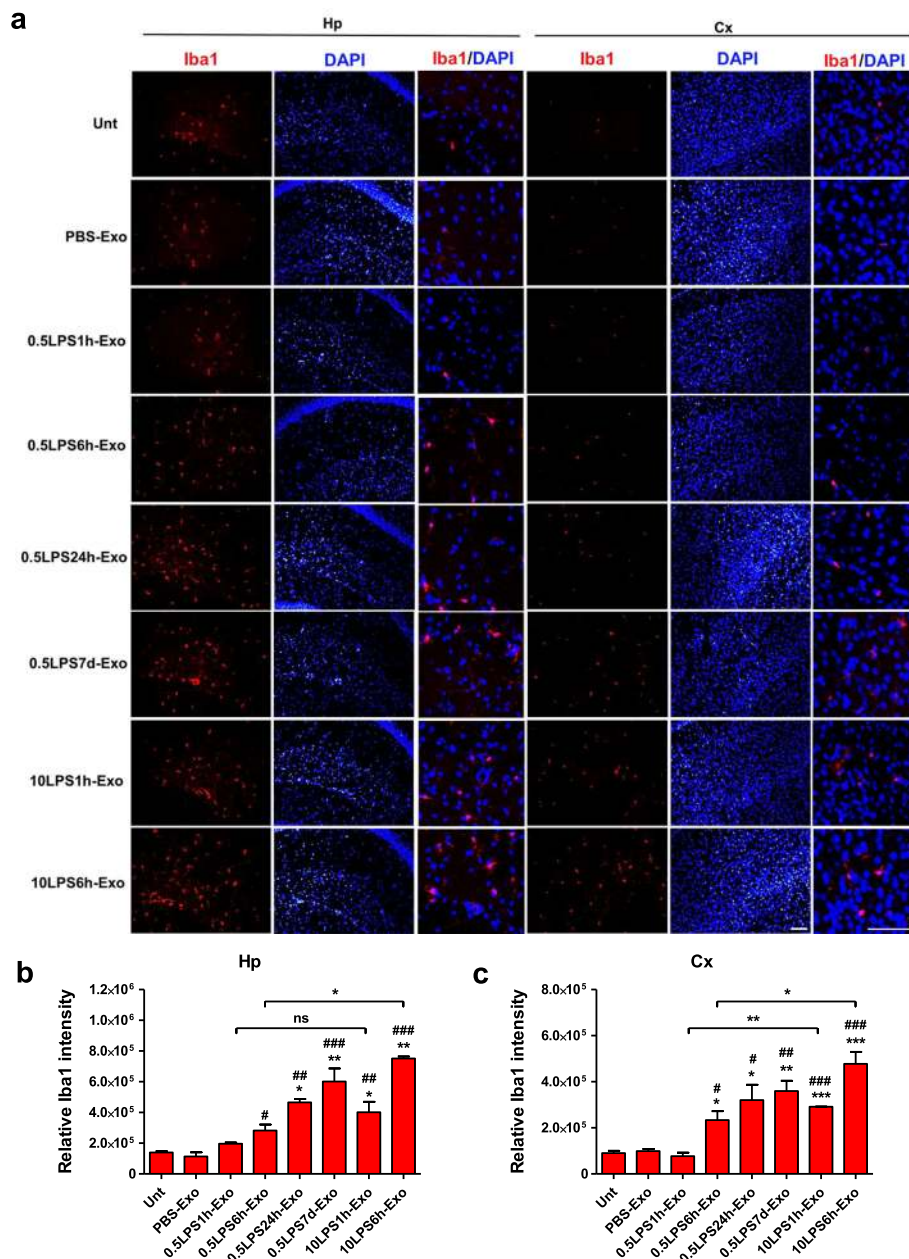 a
Hp
Cx
Iba1 DAPI Iba1/DAPI Iba1 DAPI Iba1/DAPI
Unt
PBS-Exo
0.5LPS1h-Exo
0.5LPS6h-Exo
0.5LPS24h-Exo
0.5LPS7d-Exo
10LPS1h-Exo
10LPS6h-Exo
b
Hp
Relative Iba1 intensity
1.2×10⁶
1.0×10⁶
8.0×10⁵
6.0×10⁵
4.0×10⁵
2.0×10⁵
0
*
ns
#
##
*
###
**
##
*
###
**
Unt
PBS-Exo
0.5LPS1h-Exo
0.5LPS6h-Exo
0.5LPS24h-Exo
0.5LPS7d-Exo
10LPS1h-Exo
10LPS6h-Exo
c
Cx
Relative Iba1 intensity
8.0×10⁵
6.0×10⁵
4.0×10⁵
2.0×10⁵
0
*
**
#
*
#
*
##
**
###
***
###
***
Unt
PBS-Exo
0.5LPS1h-Exo
0.5LPS6h-Exo
0.5LPS24h-Exo
0.5LPS7d-Exo
10LPS1h-Exo
10LPS6h-Exo